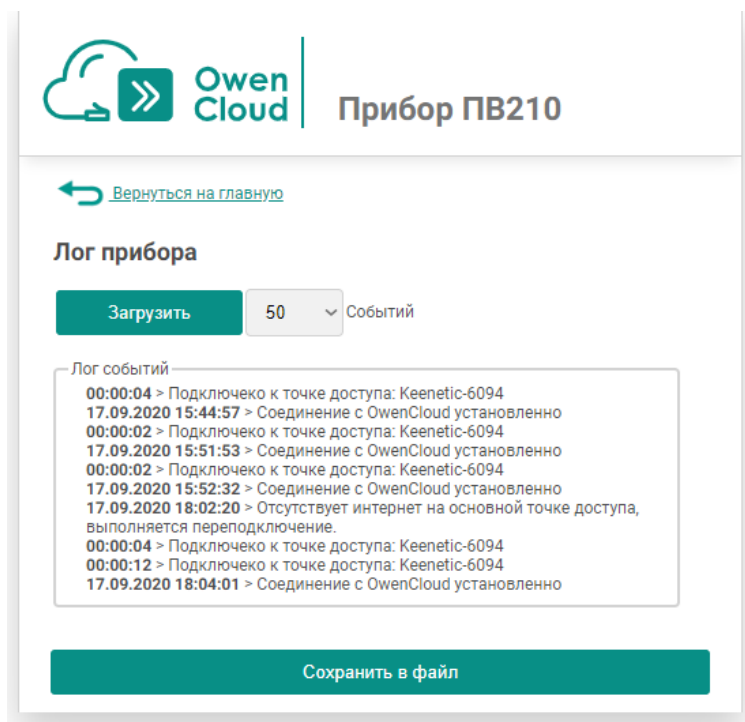 Owen
Cloud
Прибор ПВ210
Вернуться на главную
Лог прибора
Загрузить 50 Событий
Лог событий
00:00:04 > Подключеко к точке доступа: Keenetic-6094
17.09.2020 15:44:57 > Соединение с OwenCloud установленно
00:00:02 > Подключеко к точке доступа: Keenetic-6094
17.09.2020 15:51:53 > Соединение с OwenCloud установленно
00:00:02 > Подключеко к точке доступа: Keenetic-6094
17.09.2020 15:52:32 > Соединение с OwenCloud установленно
17.09.2020 18:02:20 > Отсутствует интернет на основной точке доступа,
выполняется переподключение.
00:00:04 > Подключеко к точке доступа: Keenetic-6094
00:00:12 > Подключеко к точке доступа: Keenetic-6094
17.09.2020 18:04:01 > Соединение с OwenCloud установленно
Сохранить в файл